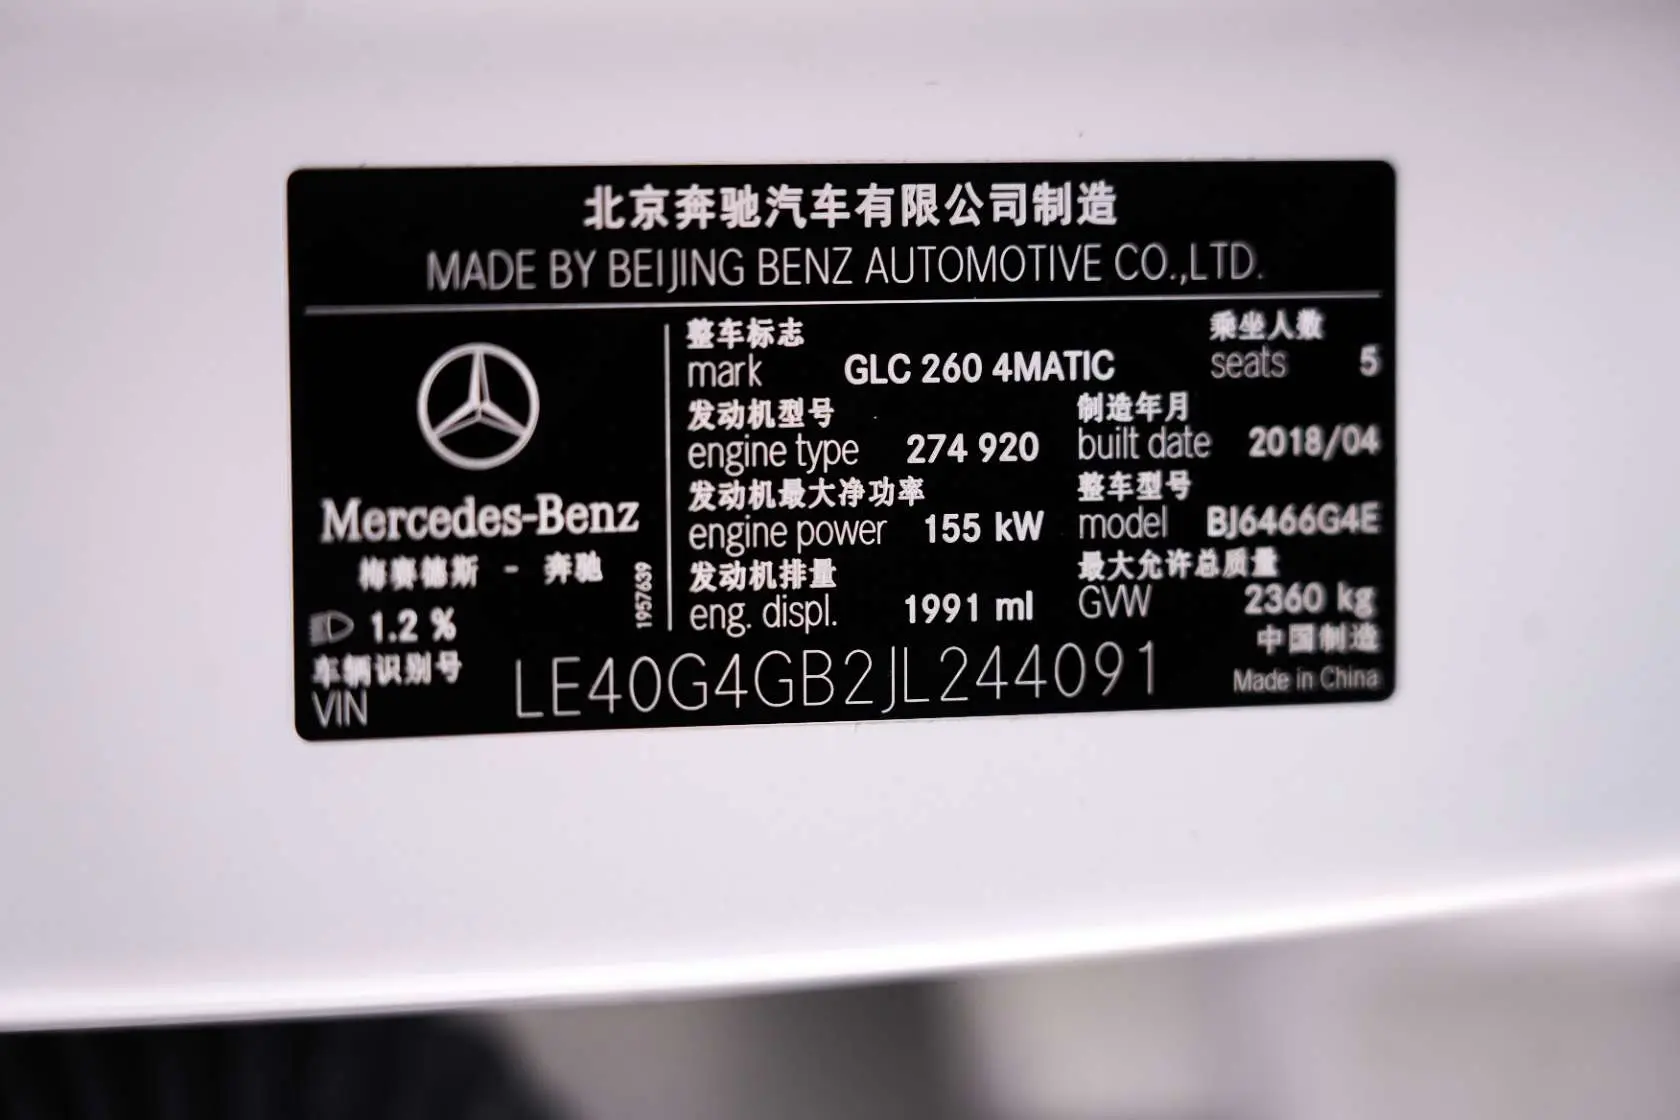 北京奔驰汽车有限公司制造
MADE BY BEIJING BENZ AUTOMOTIVE CO.,LTD.
Mercedes-Benz
梅赛德斯 - 奔驰
1.2 %
1957639
整车标志
mark GLC 260 4MATIC
乘坐人数
seats 5
发动机型号
engine type 274 920
制造年月
built date 2018/04
发动机最大净功率
engine power 155 kW
整车型号
model BJ6466G4E
发动机排量
eng. displ. 1991 ml
最大允许总质量
GVW 2360 kg
车辆识别号
VIN LE40G4GB2JL244091
中国制造
Made in China